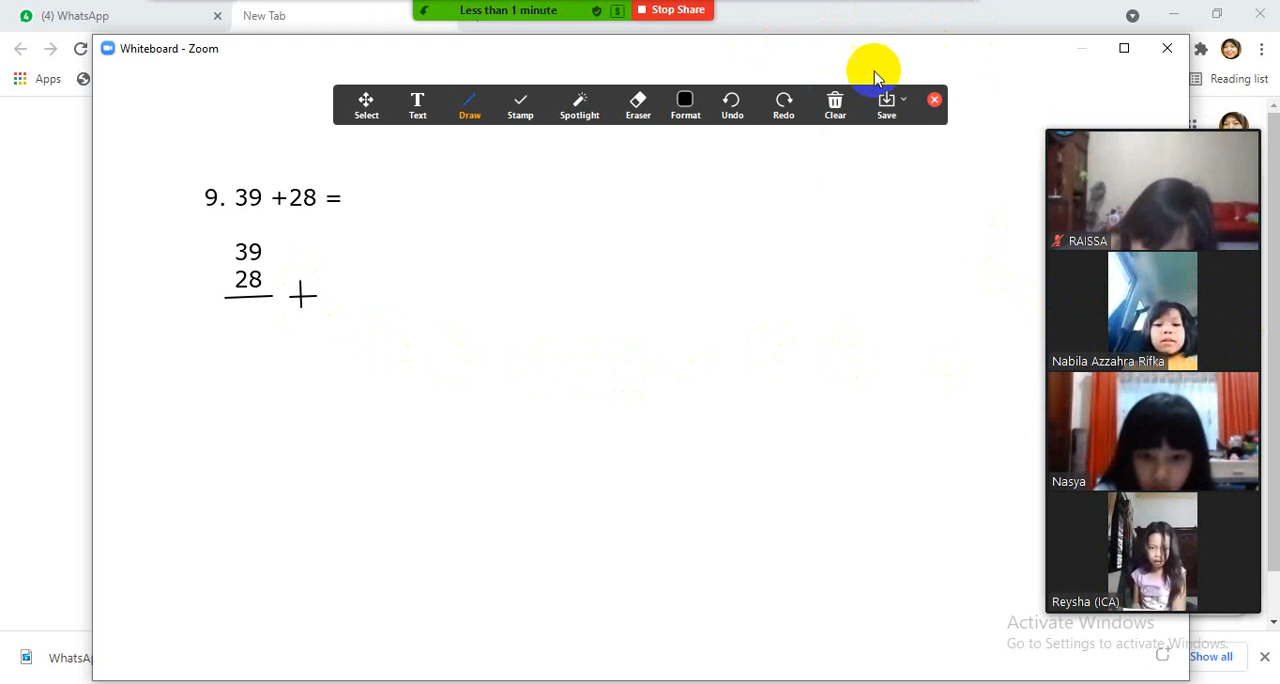 (4) WhatsApp
New Tab
Less than 1 minute
Stop Share
Apps
Reading list
Whiteboard - Zoom
Select
Text
Draw
Stamp
Spotlight
Eraser
Format
Undo
Redo
Clear
Save
9. 39 +28 =
39
28
+
RAISSA
Nabila Azzahra Rifka
Nasya
Reysha (ICA)
Activate Windows
Go to Settings to activate Windows.
WhatsA
Show all